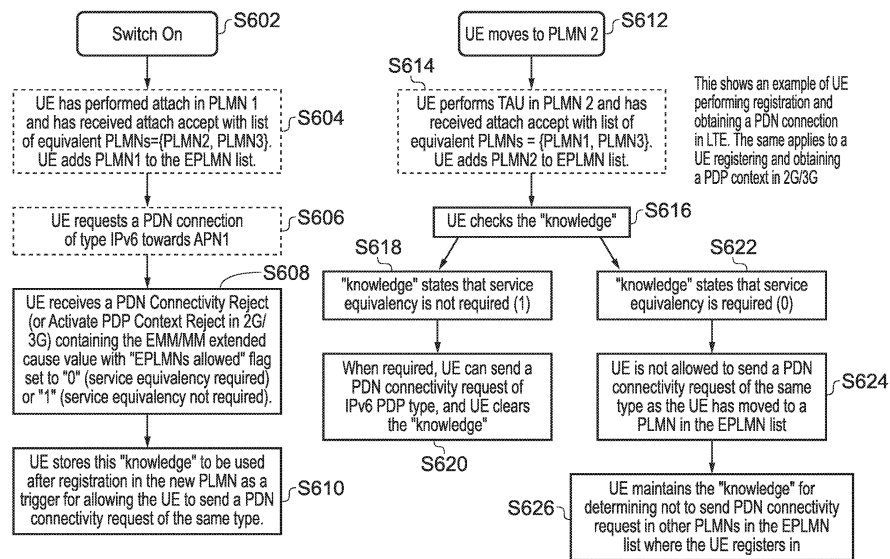 Switch On
S602
UE has performed attach in PLMN 1
and has received attach accept with list
of equivalent PLMNs={PLMN2, PLMN3}.
UE adds PLMN1 to the EPLMN list.
S604
UE requests a PDN connection
of type IPv6 towards APN1
S606
S608
UE receives a PDN Connectivity Reject
(or Activate PDP Context Reject in 2G/
3G) containing the EMM/MM extended
cause value with "EPLMNs allowed" flag
set to "0" (service equivalency required)
or "1" (service equivalency not required).
UE stores this "knowledge" to be used
after registration in the new PLMN as a
trigger for allowing the UE to send a PDN
connectivity request of the same type.
S610
UE moves to PLMN 2
S612
S614
UE performs TAU in PLMN 2 and has
received attach accept with list of
equivalent PLMNs = {PLMN1, PLMN3}.
UE adds PLMN2 to EPLMN list.
This shows an example of UE
performing registration and
obtaining a PDN connection
in LTE. The same applies to a
UE registering and obtaining
a PDP context in 2G/3G
UE checks the "knowledge"
S616
S618
"knowledge" states that service
equivalency is not required (1)
When required, UE can send a
PDN connectivity request of
IPv6 PDP type, and UE clears
the "knowledge"
S620
S622
"knowledge" states that service
equivalency is required (0)
UE is not allowed to send a PDN
connectivity request of the same
type as the UE has moved to a
PLMN in the EPLMN list
S624
UE maintains the "knowledge" for
determining not to send PDN connectivity
request in other PLMNs in the EPLMN
list where the UE registers in
S626